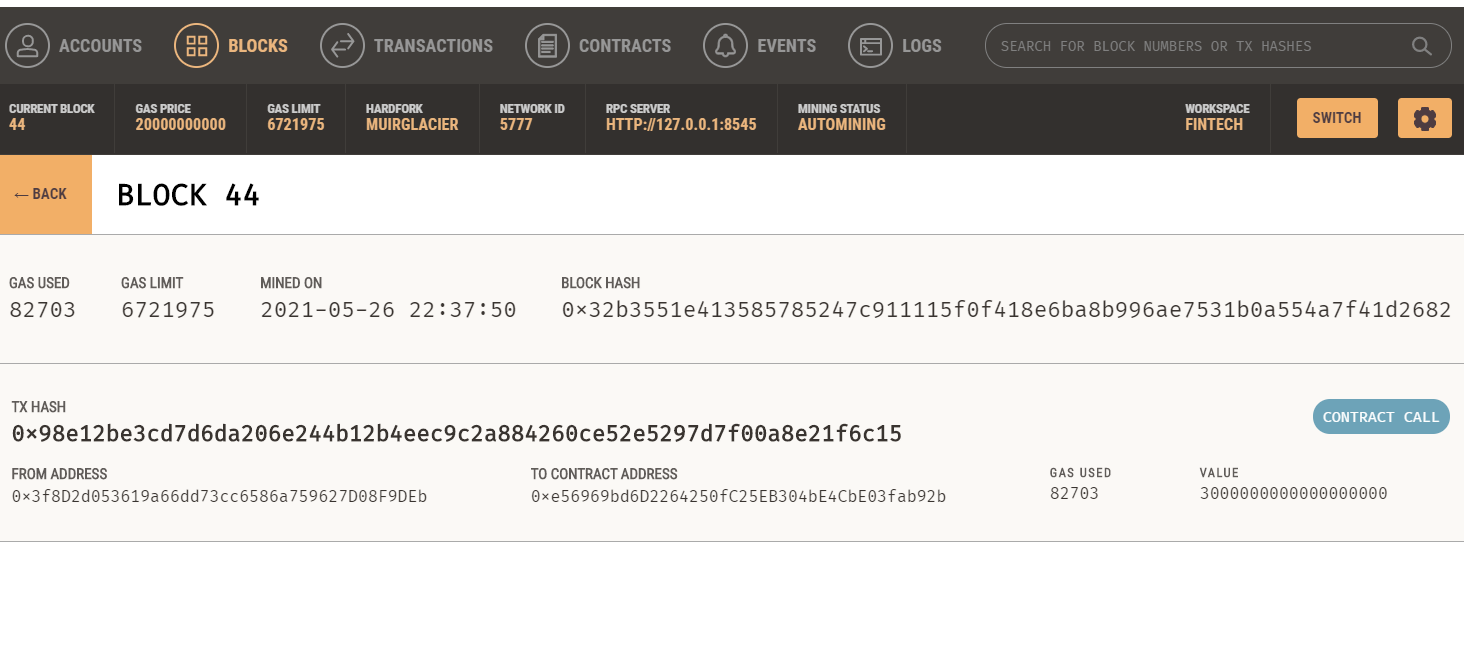 ACCOUNTS BLOCKS TRANSACTIONS CONTRACTS EVENTS LOGS SEARCH FOR BLOCK NUMBERS OR TX HASHES
CURRENT BLOCK GAS PRICE GAS LIMIT HARDFORK NETWORK ID RPC SERVER MINING STATUS WORKSPACE
44 20000000000 6721975 MUIRGLACIER 5777 HTTP://127.0.0.1:8545 AUTOMINING FINTECH SWITCH
← BACK BLOCK 44
GAS USED GAS LIMIT MINED ON BLOCK HASH
82703 6721975 2021-05-26 22:37:50 0×32b3551e413585785247c911115f0f418e6ba8b996ae7531b0a554a7f41d2682
TX HASH
0×98e12be3cd7d6da206e244b12b4eec9c2a884260ce52e5297d7f00a8e21f6c15 CONTRACT CALL
FROM ADDRESS TO CONTRACT ADDRESS GAS USED VALUE
0×3f8D2d053619a66dd73cc6586a759627D08F9DEb 0×e56969bd6D2264250fC25EB304bE4CbE03fab92b 82703 3000000000000000000